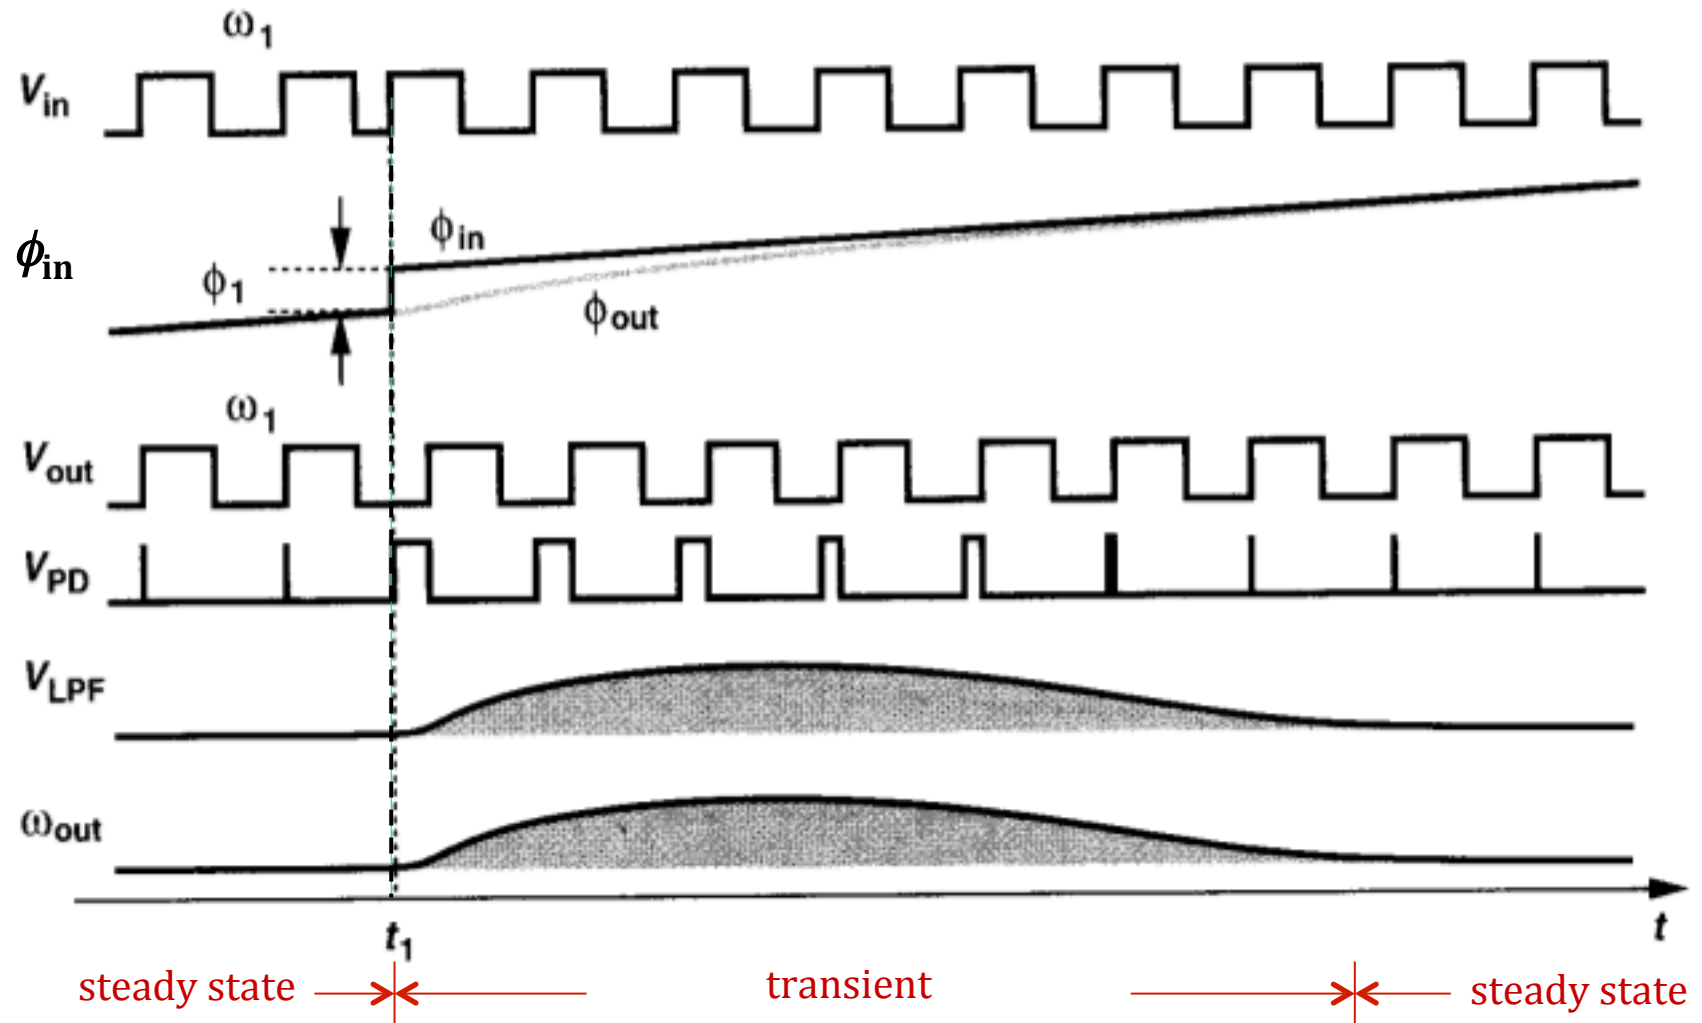 ω1
Vin
ϕin
ϕin
ϕ1
ϕout
ω1
Vout
VPD
VLPF
ωout
t1
t
steady state
transient
steady state